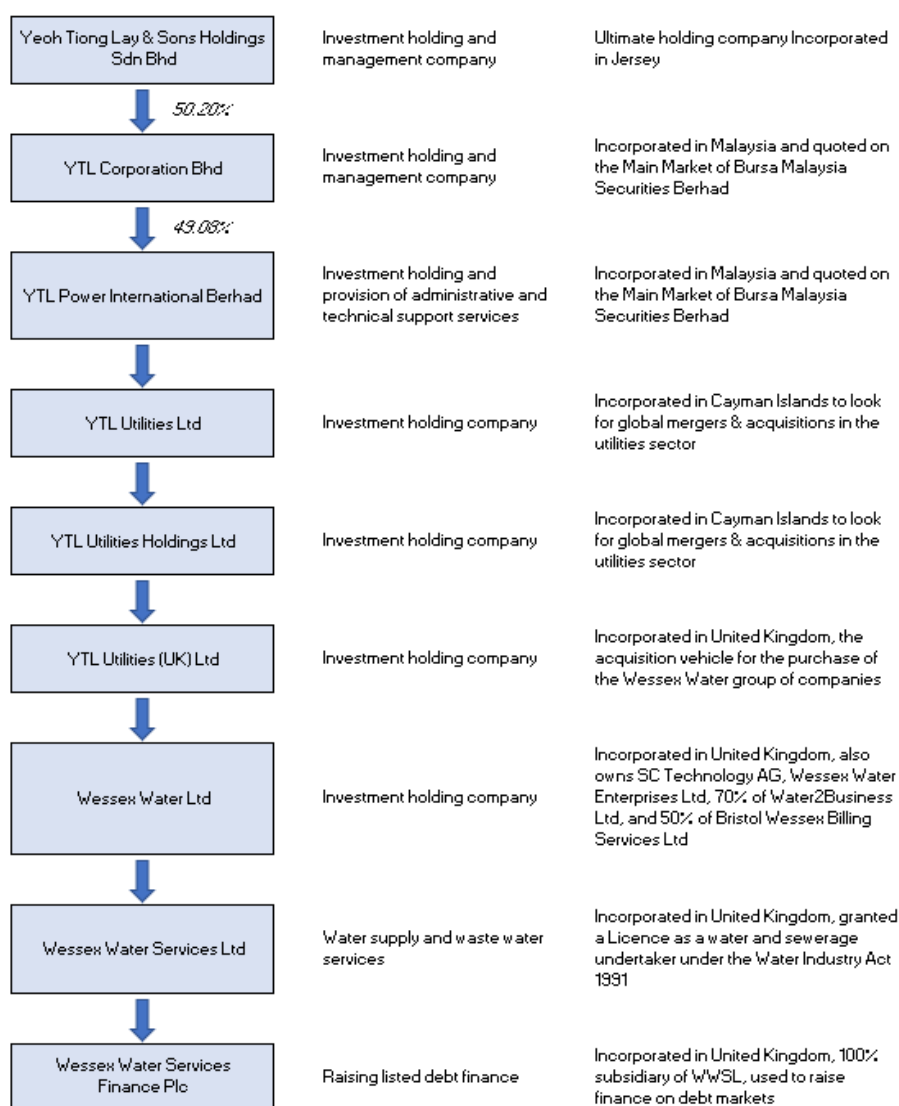 Yeoh Tiong Lay & Sons Holdings
Sdn Bhd
Investment holding and
management company
Ultimate holding company Incorporated
in Jersey
50.20%
YTL Corporation Bhd
Investment holding and
management company
Incorporated in Malaysia and quoted on
the Main Market of Bursa Malaysia
Securities Berhad
49.08%
YTL Power International Berhad
Investment holding and
provision of administrative and
technical support services
Incorporated in Malaysia and quoted on
the Main Market of Bursa Malaysia
Securities Berhad
YTL Utilities Ltd
Investment holding company
Incorporated in Cayman Islands to look
for global mergers & acquisitions in the
utilities sector
YTL Utilities Holdings Ltd
Investment holding company
Incorporated in Cayman Islands to look
for global mergers & acquisitions in the
utilities sector
YTL Utilities (UK) Ltd
Investment holding company
Incorporated in United Kingdom, the
acquisition vehicle for the purchase of
the Wessex Water group of companies
Wessex Water Ltd
Investment holding company
Incorporated in United Kingdom, also
owns SC Technology AG, Wessex Water
Enterprises Ltd, 70% of Water2Business
Ltd, and 50% of Bristol Wessex Billing
Services Ltd
Wessex Water Services Ltd
Water supply and waste water
services
Incorporated in United Kingdom, granted
a Licence as a water and sewerage
undertaker under the Water Industry Act
1991
Wessex Water Services
Finance Plc
Raising listed debt finance
Incorporated in United Kingdom, 100%
subsidiary of WWSL, used to raise
finance on debt markets